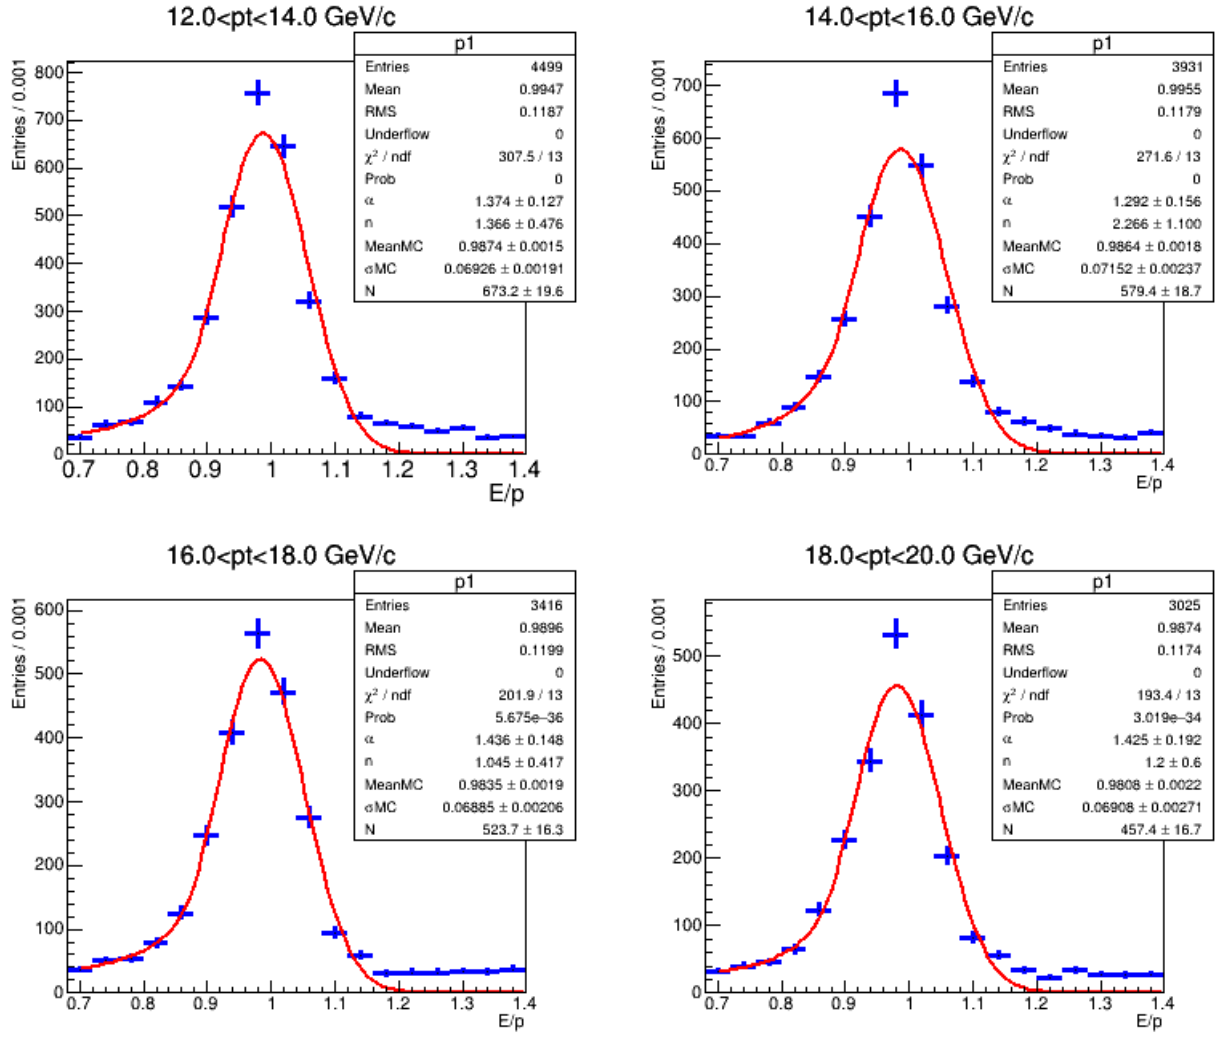 12.0<pt<14.0 GeV/c
p1
Entries 4499
Mean 0.9947
RMS 0.1187
Underflow 0
χ² / ndf 307.5 / 13
Prob 0
α 1.374 ± 0.127
n 1.366 ± 0.476
MeanMC 0.9874 ± 0.0015
σMC 0.06926 ± 0.00191
N 673.2 ± 19.6
Entries / 0.001
800
700
600
500
400
300
200
100
0
0.7 0.8 0.9 1 1.1 1.2 1.3 1.4
E/p
14.0<pt<16.0 GeV/c
p1
Entries 3931
Mean 0.9955
RMS 0.1179
Underflow 0
χ² / ndf 271.6 / 13
Prob 0
α 1.292 ± 0.156
n 2.266 ± 1.100
MeanMC 0.9864 ± 0.0018
σMC 0.07152 ± 0.00237
N 579.4 ± 18.7
Entries / 0.001
700
600
500
400
300
200
100
0
0.7 0.8 0.9 1 1.1 1.2 1.3 1.4
E/p
16.0<pt<18.0 GeV/c
p1
Entries 3416
Mean 0.9896
RMS 0.1199
Underflow 0
χ² / ndf 201.9 / 13
Prob 5.675e−36
α 1.436 ± 0.148
n 1.045 ± 0.417
MeanMC 0.9835 ± 0.0019
σMC 0.06885 ± 0.00206
N 523.7 ± 16.3
Entries / 0.001
600
500
400
300
200
100
0
0.7 0.8 0.9 1 1.1 1.2 1.3 1.4
E/p
18.0<pt<20.0 GeV/c
p1
Entries 3025
Mean 0.9874
RMS 0.1174
Underflow 0
χ² / ndf 193.4 / 13
Prob 3.019e−34
α 1.425 ± 0.192
n 1.2 ± 0.6
MeanMC 0.9808 ± 0.0022
σMC 0.06908 ± 0.00271
N 457.4 ± 16.7
Entries / 0.001
500
400
300
200
100
0
0.7 0.8 0.9 1 1.1 1.2 1.3 1.4
E/p